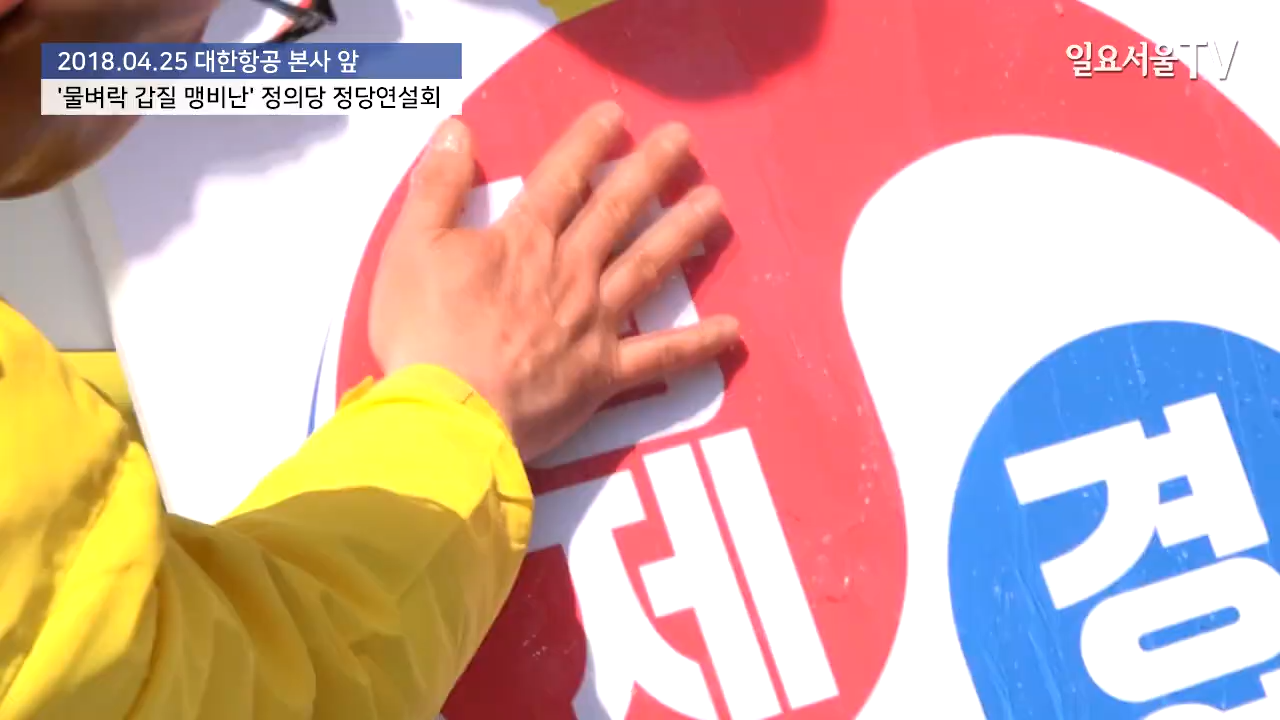 2018.04.25 대한항공 본사 앞
'물벼락 갑질 맹비난' 정의당 정당연설회
일요서울TV
경
세